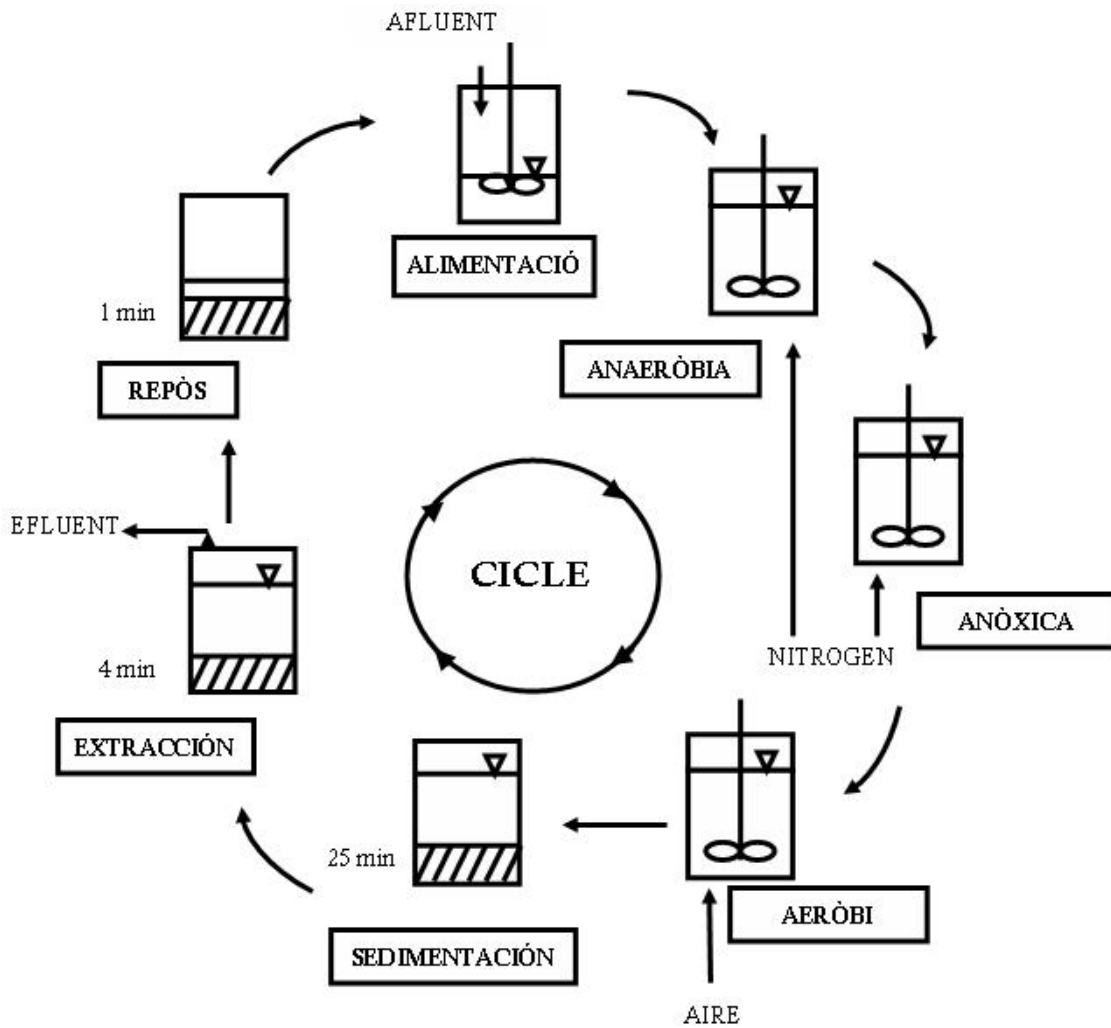 AFLUENT
ALIMENTACIÓ
1 min
REPÒS
ANAERÒBIA
EFLUENT
CICLE
ANÒXICA
NITROGEN
4 min
EXTRACCIÓN
25 min
SEDIMENTACIÓN
AERÒBI
AIRE